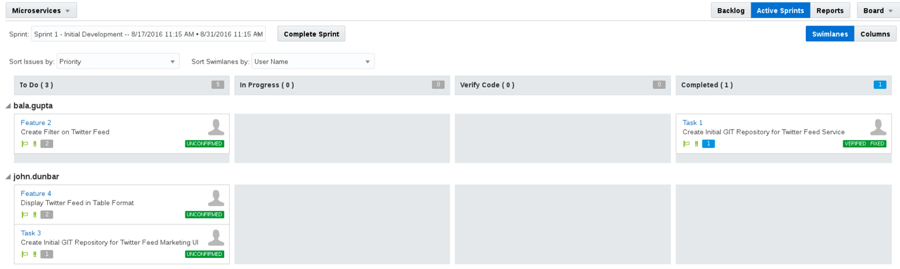 Microservices
Backlog Active Sprints Reports Board
Sprint: Sprint 1 - Initial Development -- 8/17/2016 11:15 AM • 8/31/2016 11:15 AM Complete Sprint Swimlanes Columns
Sort Issues by: Priority Sort Swimlanes by: User Name
To Do ( 3 ) 5 In Progress ( 0 ) 0 Verify Code ( 0 ) 0 Completed ( 1 ) 1
bala.gupta
Feature 2
Create Filter on Twitter Feed
2 UNCONFIRMED
Task 1
Create Initial GIT Repository for Twitter Feed Service
1 VERIFIED FIXED
john.dunbar
Feature 4
Display Twitter Feed in Table Format
2 UNCONFIRMED
Task 3
Create Initial GIT Repository for Twitter Feed Marketing UI
1 UNCONFIRMED